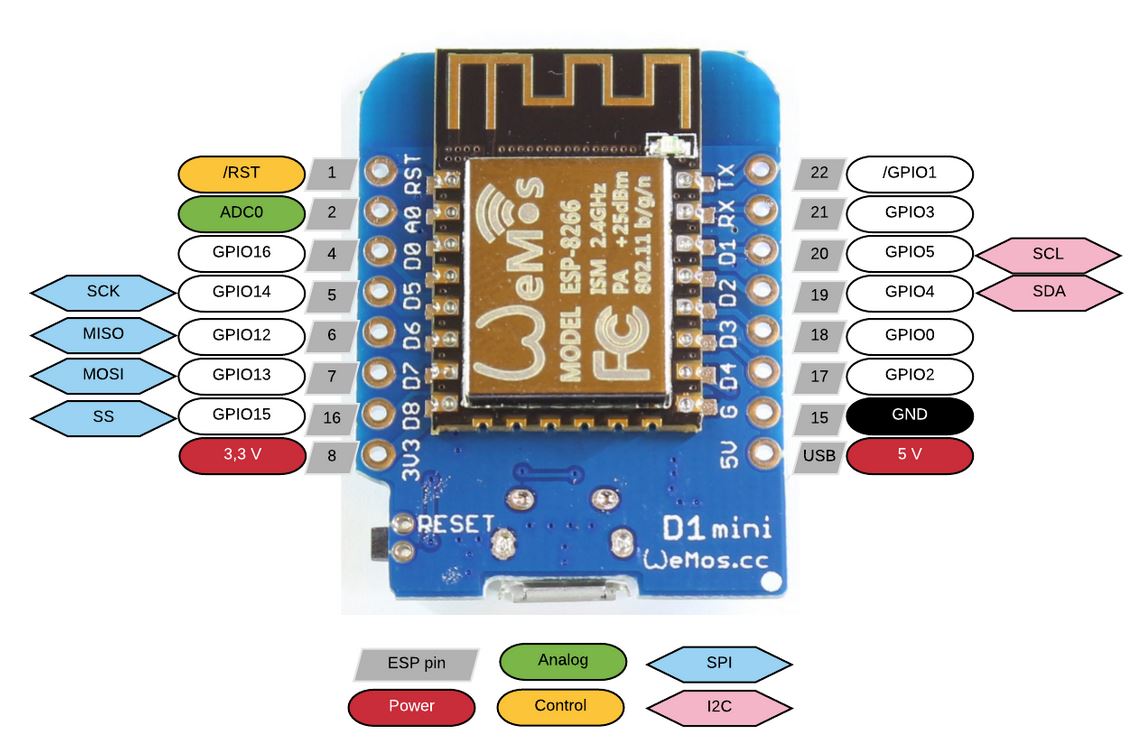 /RST 1 RST TX 22 /GPIO1
ADC0 2 A0 RX 21 GPIO3
GPIO16 4 D0 D1 20 GPIO5 SCL
SCK GPIO14 5 D5 D2 19 GPIO4 SDA
MISO GPIO12 6 D6 D3 18 GPIO0
MOSI GPIO13 7 D7 D4 17 GPIO2
SS GPIO15 16 D8 G 15 GND
3,3 V 8 3V3 5V USB 5 V
WeMos
MODEL ESP-8266
ISM 2.4GHz
PA +25dBm
802.11 b/g/n
FC
RESET
D1 mini
WeMos.cc
ESP pin Analog SPI
Power Control I2C